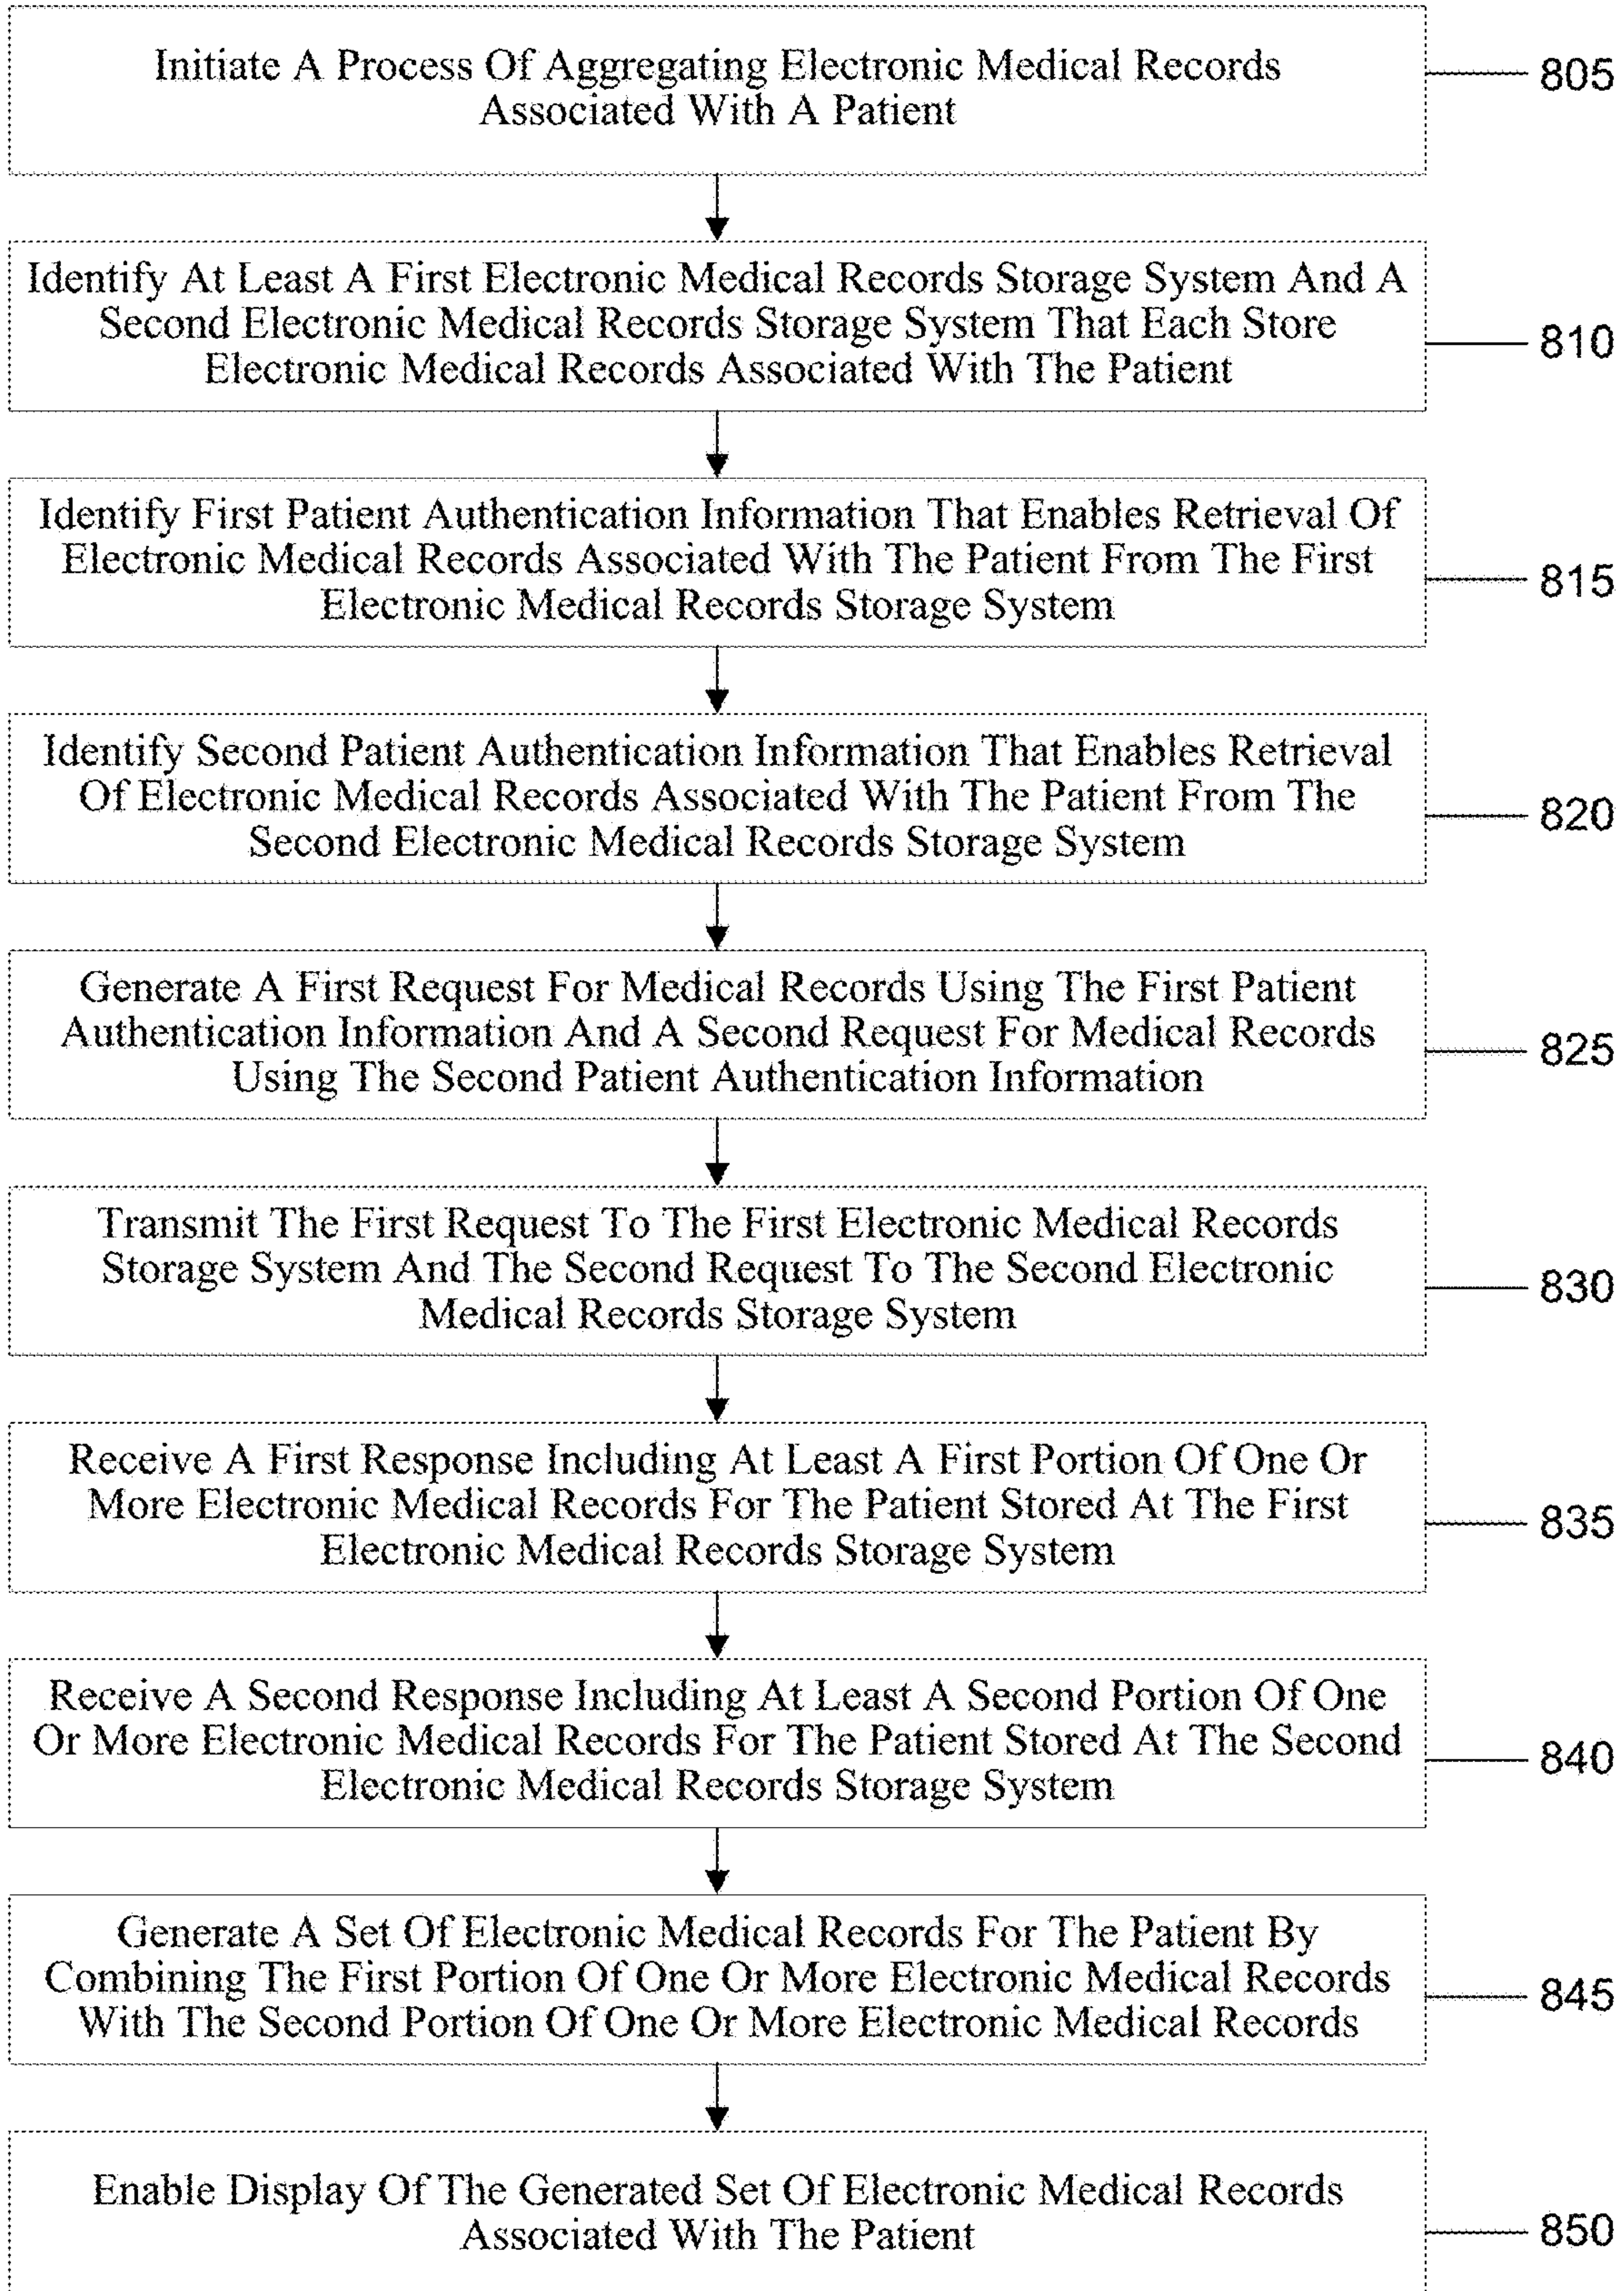 Initiate A Process Of Aggregating Electronic Medical Records
Associated With A Patient
805
Identify At Least A First Electronic Medical Records Storage System And A
Second Electronic Medical Records Storage System That Each Store
Electronic Medical Records Associated With The Patient
810
Identify First Patient Authentication Information That Enables Retrieval Of
Electronic Medical Records Associated With The Patient From The First
Electronic Medical Records Storage System
815
Identify Second Patient Authentication Information That Enables Retrieval
Of Electronic Medical Records Associated With The Patient From The
Second Electronic Medical Records Storage System
820
Generate A First Request For Medical Records Using The First Patient
Authentication Information And A Second Request For Medical Records
Using The Second Patient Authentication Information
825
Transmit The First Request To The First Electronic Medical Records
Storage System And The Second Request To The Second Electronic
Medical Records Storage System
830
Receive A First Response Including At Least A First Portion Of One Or
More Electronic Medical Records For The Patient Stored At The First
Electronic Medical Records Storage System
835
Receive A Second Response Including At Least A Second Portion Of One
Or More Electronic Medical Records For The Patient Stored At The Second
Electronic Medical Records Storage System
840
Generate A Set Of Electronic Medical Records For The Patient By
Combining The First Portion Of One Or More Electronic Medical Records
With The Second Portion Of One Or More Electronic Medical Records
845
Enable Display Of The Generated Set Of Electronic Medical Records
Associated With The Patient
850